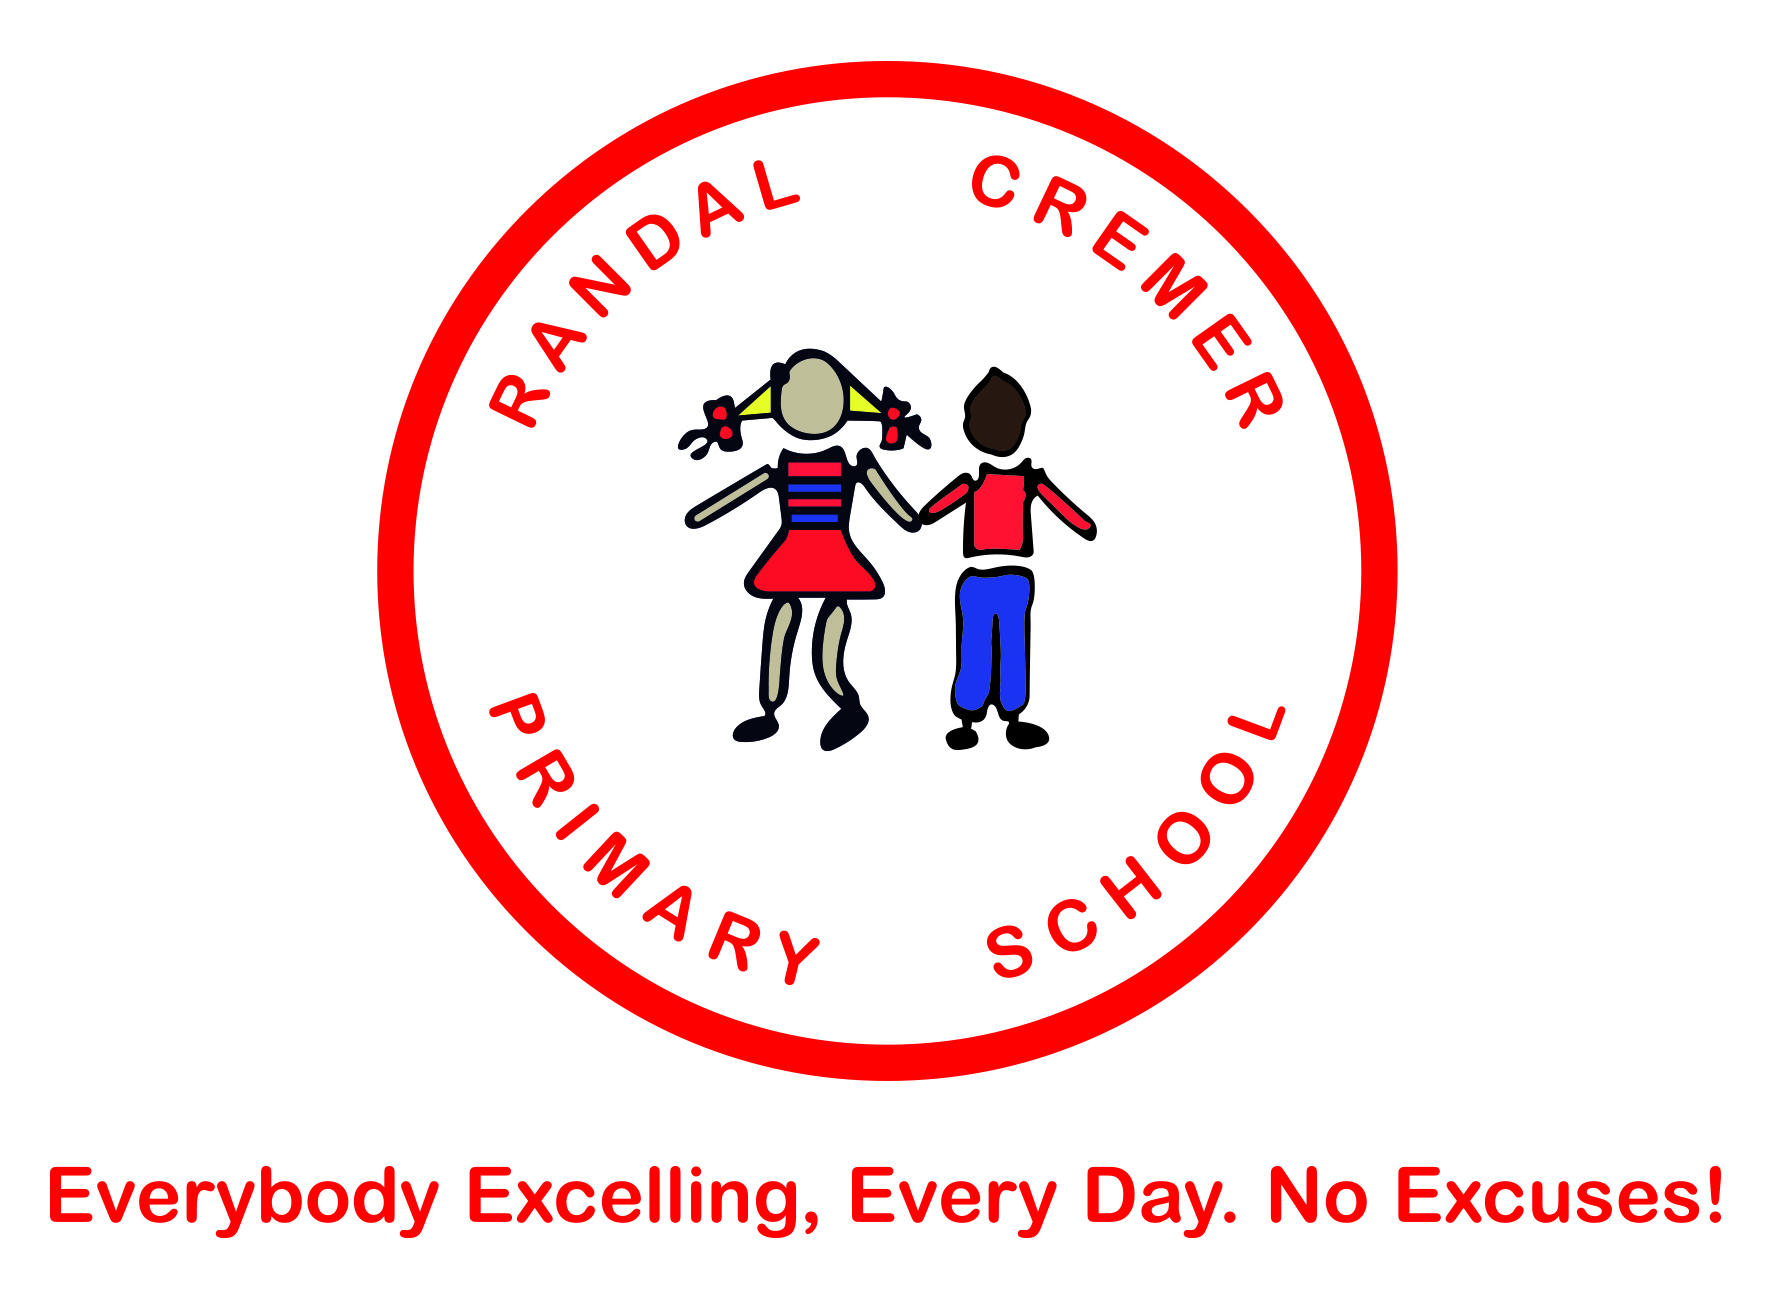 RANDAL CREMER
PRIMARY SCHOOL
Everybody Excelling, Every Day. No Excuses!